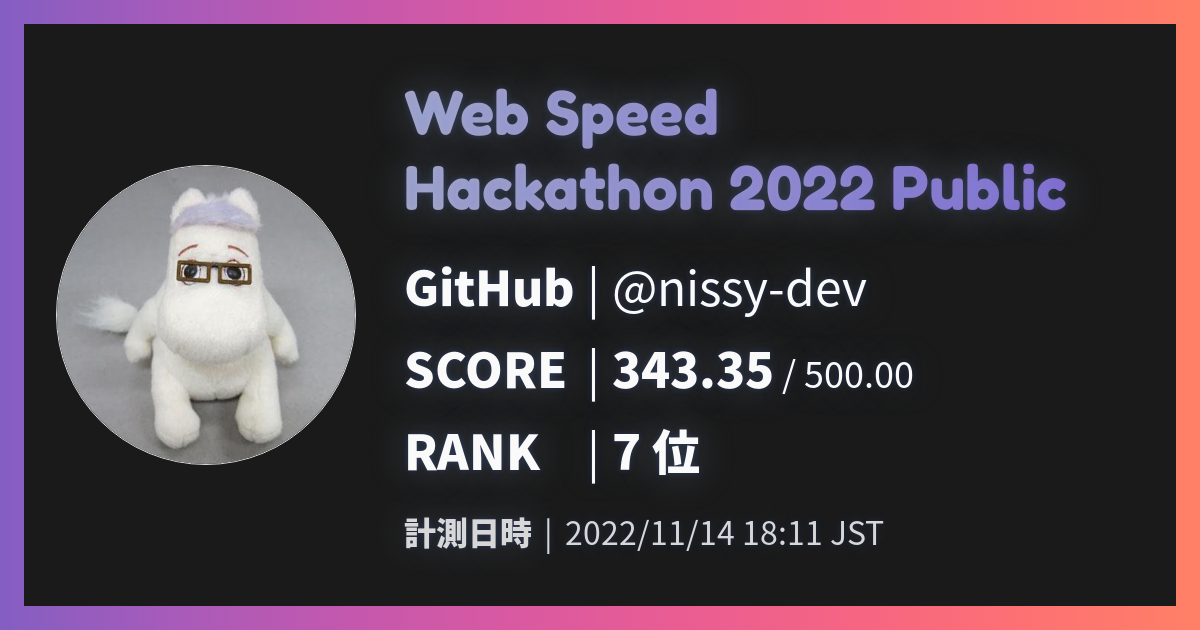 Web Speed
Hackathon 2022 Public
GitHub | @nissy-dev
SCORE | 343.35 / 500.00
RANK | 7 位
計測日時 | 2022/11/14 18:11 JST